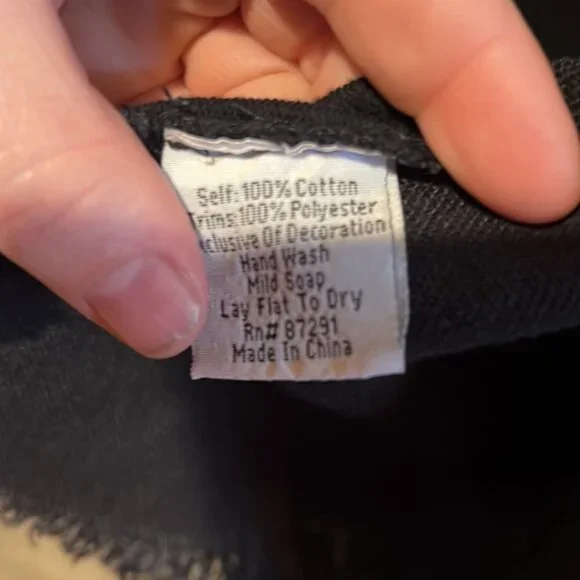 Self: 100% Cotton
Trims: 100% Polyester
xclusive Of Decoration
Hand Wash
Mild Soap
Lay Flat To Dry
Rn# 87291
Made In China